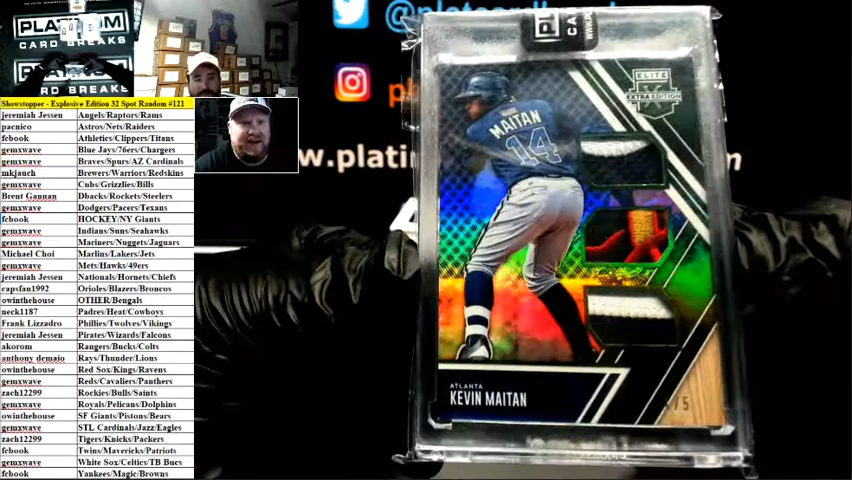 PLATINUM
CARD BREAKS
PLATINUM
CARD BREAKS
Showstopper - Explosive Edition 32 Spot Random #121
jeremiah Jessen Angels/Raptors/Rams
pacnico Astros/Nets/Raiders
fcbook Athletics/Clippers/Titans
gemxwave Blue Jays/76ers/Chargers
gemxwave Braves/Spurs/AZ Cardinals
mkjauch Brewers/Warriors/Redskins
gemxwave Cubs/Grizzlies/Bills
Brent Gannan Dbacks/Rockets/Steelers
gemxwave Dodgers/Pacers/Texans
fcbook HOCKEY/NY Giants
gemxwave Indians/Suns/Seahawks
gemxwave Mariners/Nuggets/Jaguars
Michael Choi Marlins/Lakers/Jets
gemxwave Mets/Hawks/49ers
jeremiah Jessen Nationals/Hornets/Chiefs
capsfan1992 Orioles/Blazers/Broncos
owinthehouse OTHER/Bengals
neck1187 Padres/Heat/Cowboys
Frank Lizzadro Phillies/Twolves/Vikings
jeremiah Jessen Pirates/Wizards/Falcons
akorom Rangers/Bucks/Colts
anthony demajo Rays/Thunder/Lions
owinthehouse Red Sox/Kings/Ravens
gemxwave Reds/Cavaliers/Panthers
zach12299 Rockies/Bulls/Saints
gemxwave Royals/Pelicans/Dolphins
owinthehouse SF Giants/Pistons/Bears
gemxwave STL Cardinals/Jazz/Eagles
zach12299 Tigers/Knicks/Packers
fcbook Twins/Mavericks/Patriots
gemxwave White Sox/Celtics/TB Bucs
fcbook Yankees/Magic/Browns
ELITE
EXTRA EDITION
MAITAN
14
ATLANTA
KEVIN MAITAN
/5